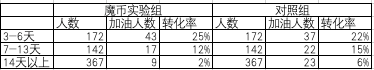 魔币实验组 对照组
人数 加油人数 转化率 人数 加油人数 转化率
3-6天 172 43 25% 172 37 22%
7-13天 142 17 12% 142 22 15%
14天以上 367 9 2% 367 23 6%